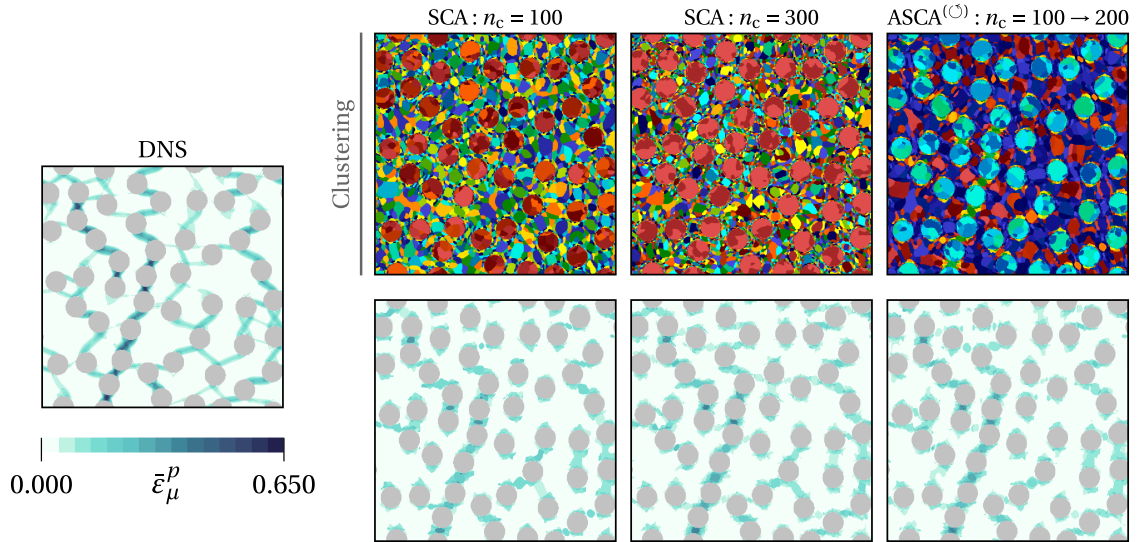 SCA : n_c = 100
SCA : n_c = 300
ASCA^(↺) : n_c = 100 → 200
Clustering
DNS
0.000
ε̄_μ^p
0.650